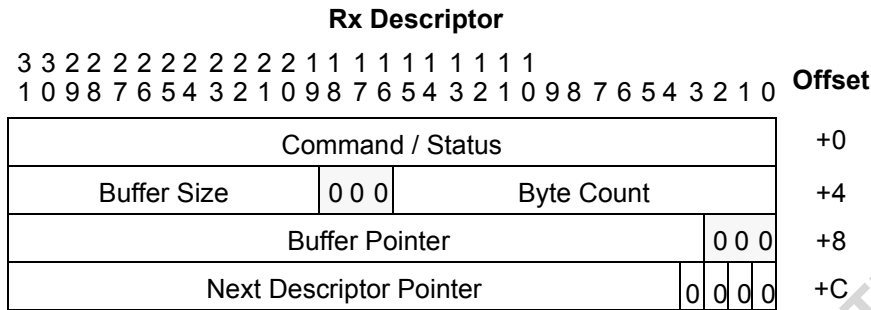 Rx Descriptor
3 3 2 2 2 2 2 2 2 2 2 2 1 1 1 1 1 1 1 1 1 1
1 0 9 8 7 6 5 4 3 2 1 0 9 8 7 6 5 4 3 2 1 0 9 8 7 6 5 4 3 2 1 0 Offset
Command / Status +0
Buffer Size 0 0 0 Byte Count +4
Buffer Pointer 0 0 0 +8
Next Descriptor Pointer 0 0 0 0 +C